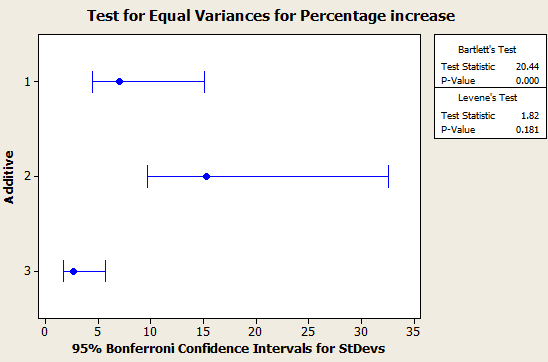 Test for Equal Variances for Percentage increase
Bartlett's Test
Test Statistic 20.44
P-Value 0.000
Levene's Test
Test Statistic 1.82
P-Value 0.181
Additive
1
2
3
0 5 10 15 20 25 30 35
95% Bonferroni Confidence Intervals for StDevs